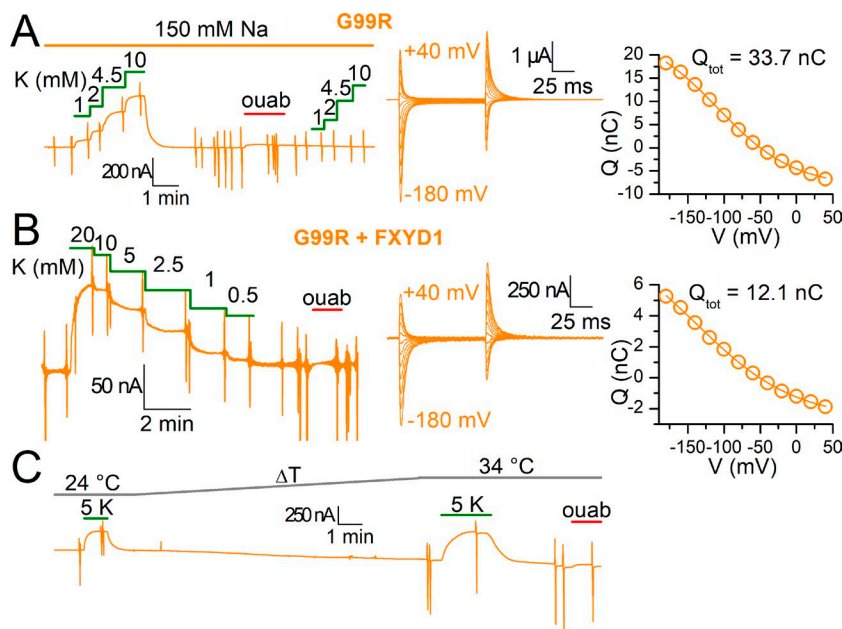 A
150 mM Na
G99R
K (mM)
1 2 4.5 10
ouab
1 2 4.5 10
200 nA
1 min
+40 mV
-180 mV
1 µA
25 ms
Qtot = 33.7 nC
Q (nC)
20
15
10
5
0
-5
-10
-150 -100 -50 0 50
V (mV)
B
G99R + FXYD1
K (mM)
20 10 5 2.5 1 0.5
ouab
50 nA
2 min
+40 mV
-180 mV
250 nA
25 ms
Qtot = 12.1 nC
Q (nC)
6
4
2
0
-2
-150 -100 -50 0 50
V (mV)
C
24 °C
ΔT
34 °C
5 K
250 nA
1 min
5 K
ouab